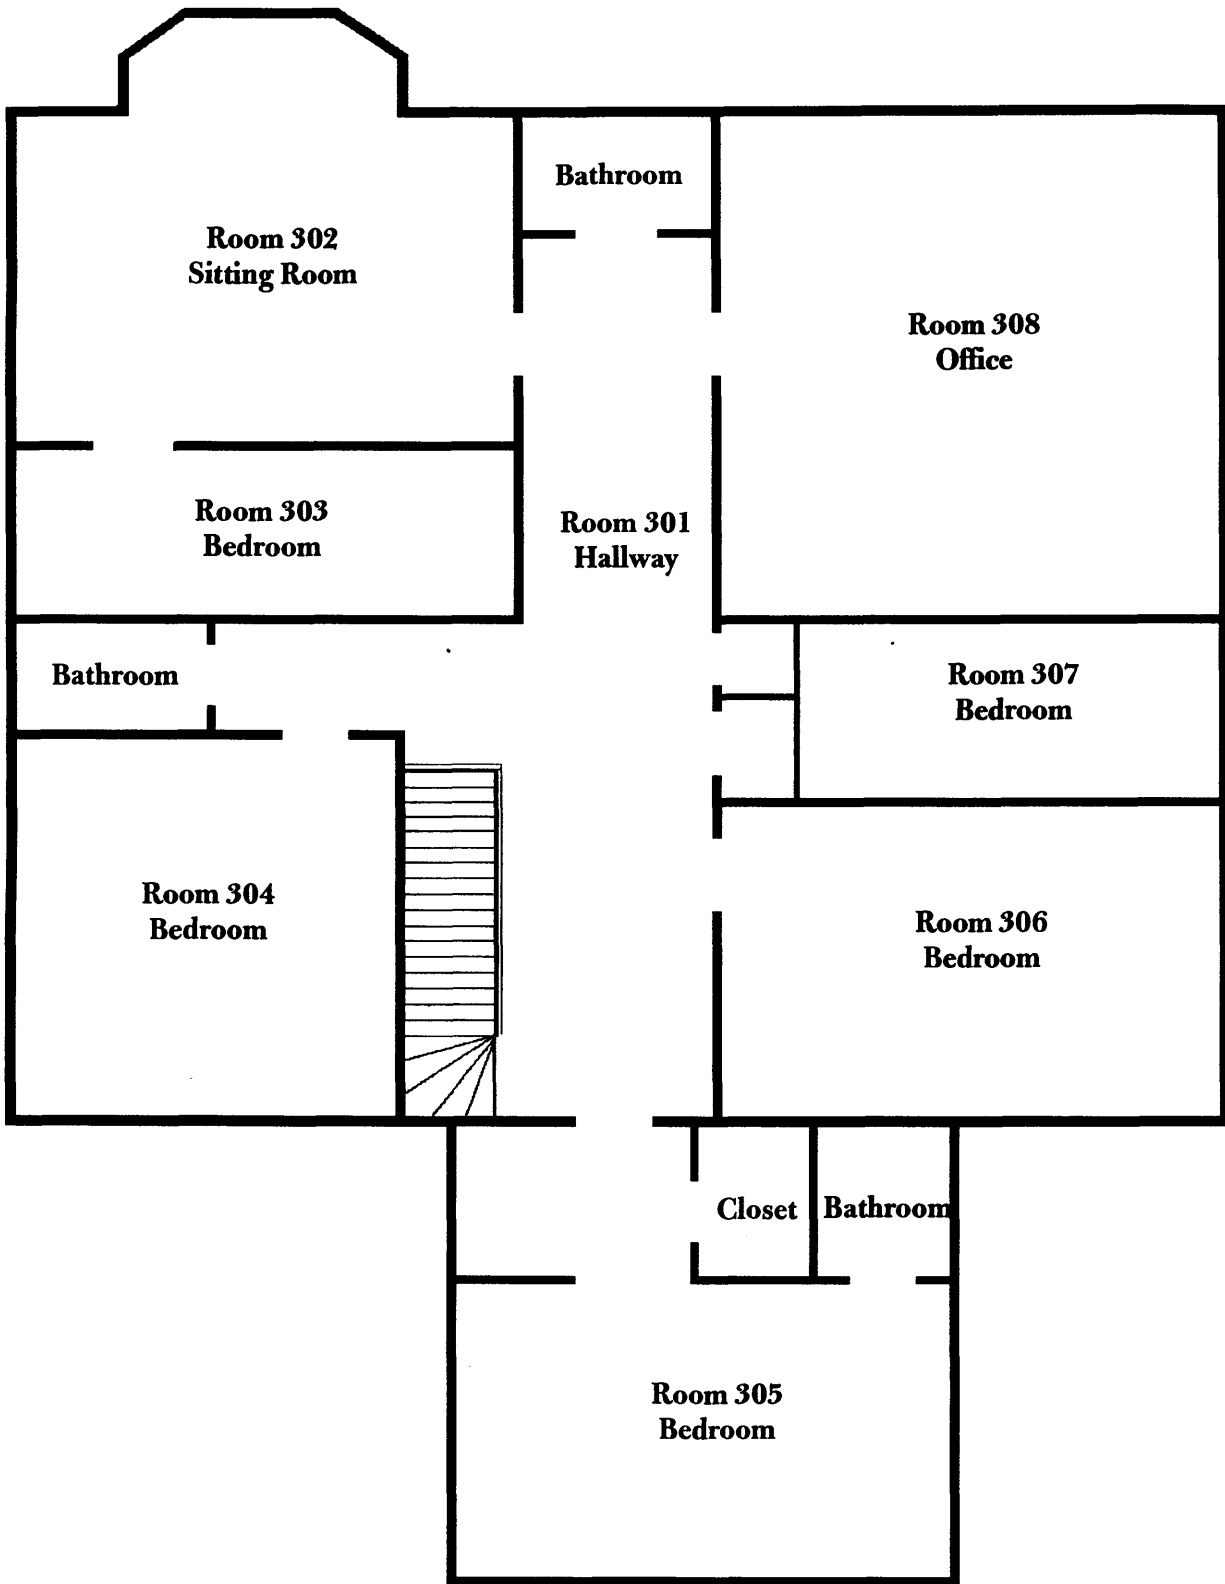 Bathroom
Room 302
Sitting Room
Room 308
Office
Room 303
Bedroom
Room 301
Hallway
Bathroom
Room 307
Bedroom
Room 304
Bedroom
Room 306
Bedroom
Closet
Bathroom
Room 305
Bedroom